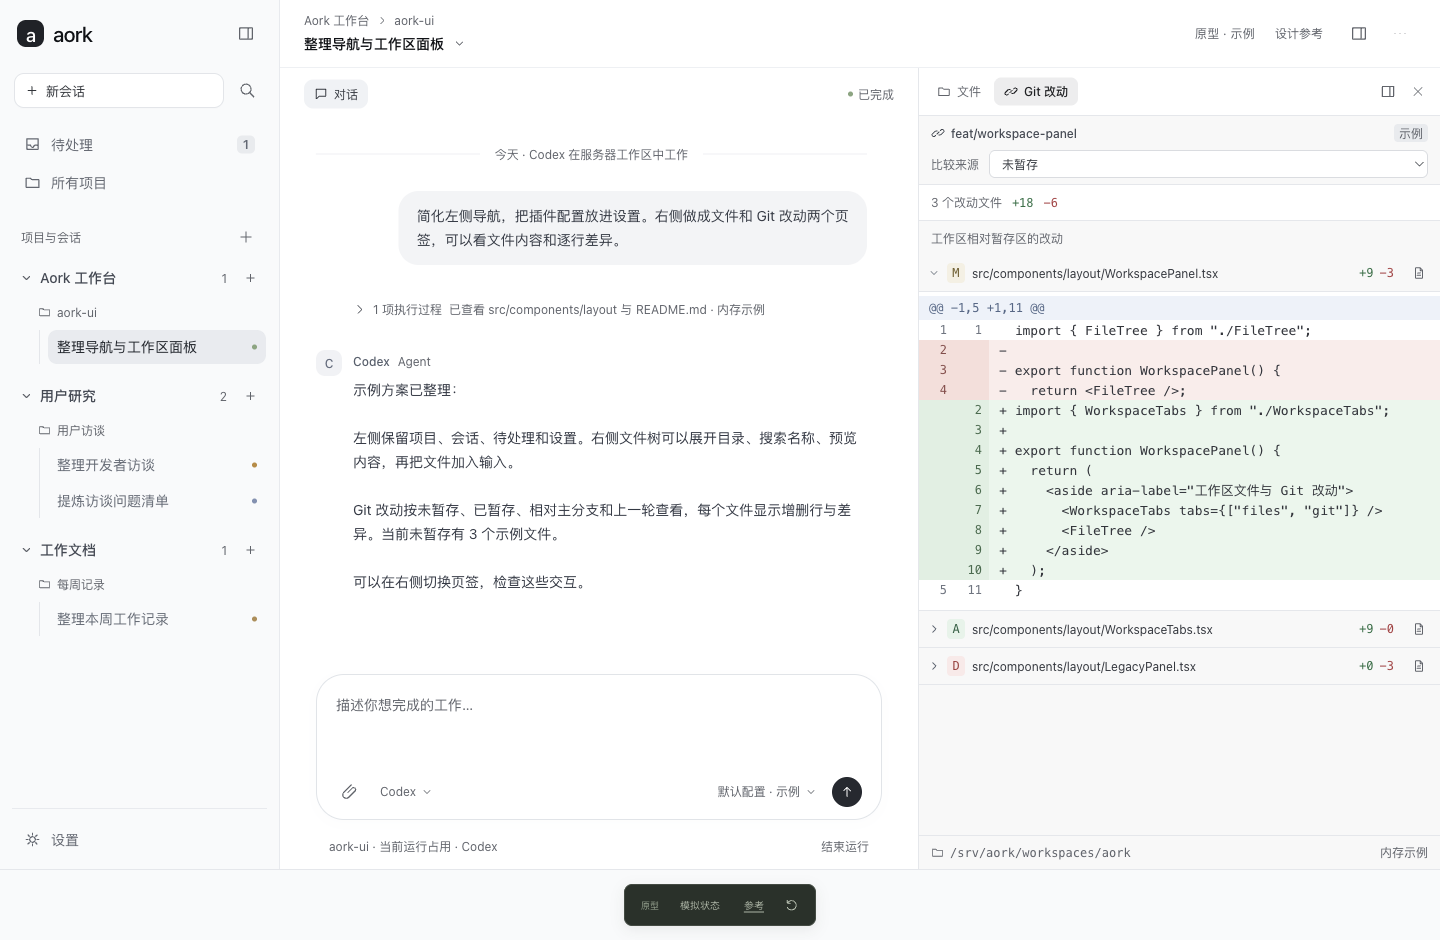 a aork
+ 新会话
待处理 1
所有项目
项目与会话 +
Aork 工作台 1 +
aork-ui
整理导航与工作区面板
用户研究 2 +
用户访谈
整理开发者访谈
提炼访谈问题清单
工作文档 1 +
每周记录
整理本周工作记录
设置
Aork 工作台 > aork-ui
整理导航与工作区面板
原型 · 示例 设计参考 ...
对话 已完成
今天 · Codex 在服务器工作区中工作
简化左侧导航，把插件配置放进设置。右侧做成文件和 Git 改动两个页
签，可以看文件内容和逐行差异。
1 项执行过程 已查看 src/components/layout 与 README.md · 内存示例
C Codex Agent
示例方案已整理：
左侧保留项目、会话、待处理和设置。右侧文件树可以展开目录、搜索名称、预览
内容，再把文件加入输入。
Git 改动按未暂存、已暂存、相对主分支和上一轮查看，每个文件显示增删行与差
异。当前未暂存有 3 个示例文件。
可以在右侧切换页签，检查这些交互。
描述你想完成的工作...
Codex 默认配置 · 示例
aork-ui · 当前运行占用 · Codex 结束运行
文件 Git 改动
feat/workspace-panel 示例
比较来源 未暂存
3 个改动文件 +18 −6
工作区相对暂存区的改动
M src/components/layout/WorkspacePanel.tsx +9 −3
@@ −1,5 +1,11 @@
1 1 import { FileTree } from "./FileTree";
2 −
3 − export function WorkspacePanel() {
4 − return <FileTree />;
2 + import { WorkspaceTabs } from "./WorkspaceTabs";
3 +
4 + export function WorkspacePanel() {
5 + return (
6 + <aside aria-label="工作区文件与 Git 改动">
7 + <WorkspaceTabs tabs={["files", "git"]} />
8 + <FileTree />
9 + </aside>
10 + );
5 11 }
A src/components/layout/WorkspaceTabs.tsx +9 −0
D src/components/layout/LegacyPanel.tsx +0 −3
/srv/aork/workspaces/aork 内存示例
原型 模拟状态 参考